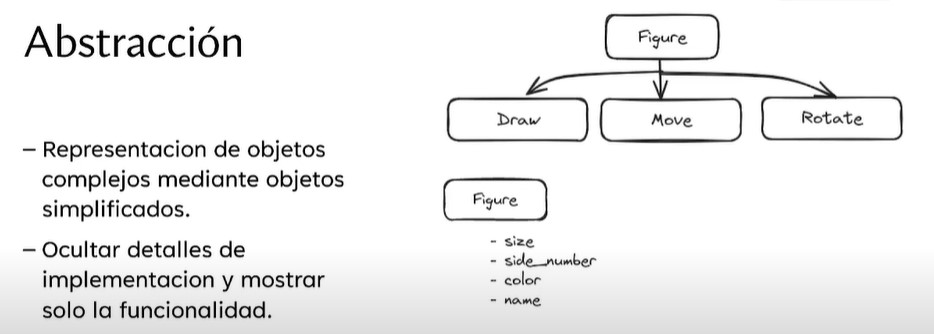 Abstracción
– Representacion de objetos
complejos mediante objetos
simplificados.
– Ocultar detalles de
implementacion y mostrar
solo la funcionalidad.
Figure
Draw
Move
Rotate
Figure
- size
- side_number
- color
- name